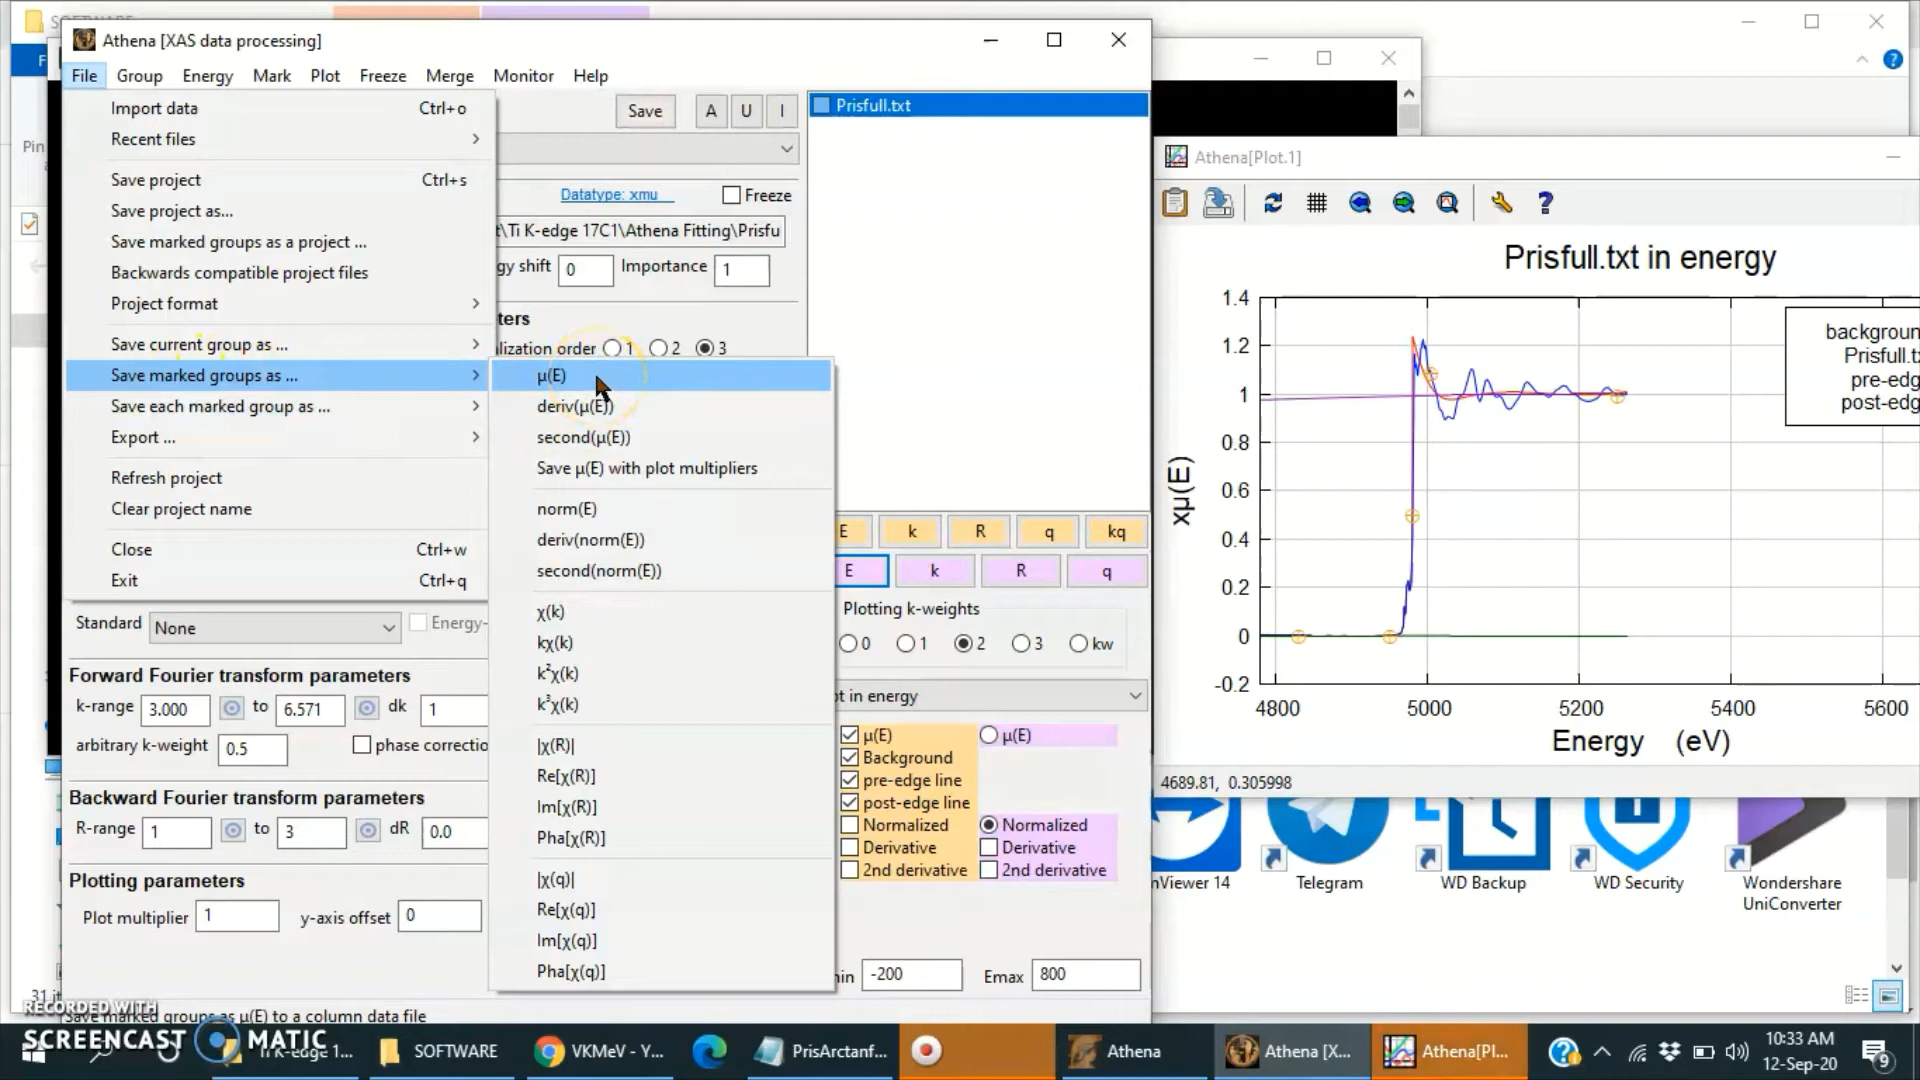 SOFTWARE
Athena [XAS data processing]
File Group Energy Mark Plot Freeze Merge Monitor Help
Import data Ctrl+o
Recent files
Save project Ctrl+s
Save project as...
Save marked groups as a project ...
Backwards compatible project files
Project format
Save current group as ...
Save marked groups as ...
Save each marked group as ...
Export ...
Refresh project
Clear project name
Close Ctrl+w
Exit Ctrl+q
μ(E)
deriv(μ(E))
second(μ(E))
Save μ(E) with plot multipliers
norm(E)
deriv(norm(E))
second(norm(E))
χ(k)
kχ(k)
k²χ(k)
k³χ(k)
|χ(R)|
Re[χ(R)]
Im[χ(R)]
Pha[χ(R)]
|χ(q)|
Re[χ(q)]
Im[χ(q)]
Pha[χ(q)]
Pin
Save A U I
Datatype: xmu Freeze
\Ti K-edge 17C1\Athena Fitting\Prisfu
gy shift 0 Importance 1
ters
lization order 1 2 3
Standard None Energy-
Forward Fourier transform parameters
k-range 3.000 to 6.571 dk 1
arbitrary k-weight 0.5 phase correctio
Backward Fourier transform parameters
R-range 1 to 3 dR 0.0
Plotting parameters
Plot multiplier 1 y-axis offset 0
Prisfull.txt
E k R q kq
E k R q
Plotting k-weights
0 1 2 3 kw
ot in energy
μ(E) μ(E)
Background
pre-edge line
post-edge line
Normalized Normalized
Derivative Derivative
2nd derivative 2nd derivative
in -200 Emax 800
Save marked groups as μ(E) to a column data file
Athena[Plot.1]
Prisfull.txt in energy
backgroun
Prisfull.t
pre-edg
post-edg
1.4
1.2
1
0.8
0.6
0.4
0.2
0
-0.2
xμ(E)
4800 5000 5200 5400 5600
Energy (eV)
4689.81, 0.305998
nViewer 14
Telegram
WD Backup
WD Security
Wondershare
UniConverter
31 it
RECORDED WITH
SCREENCAST MATIC
Ti K-edge 1... SOFTWARE VKMeV - Y... PrisArctanf... Athena Athena [X... Athena[Pl...
10:33 AM
12-Sep-20
9